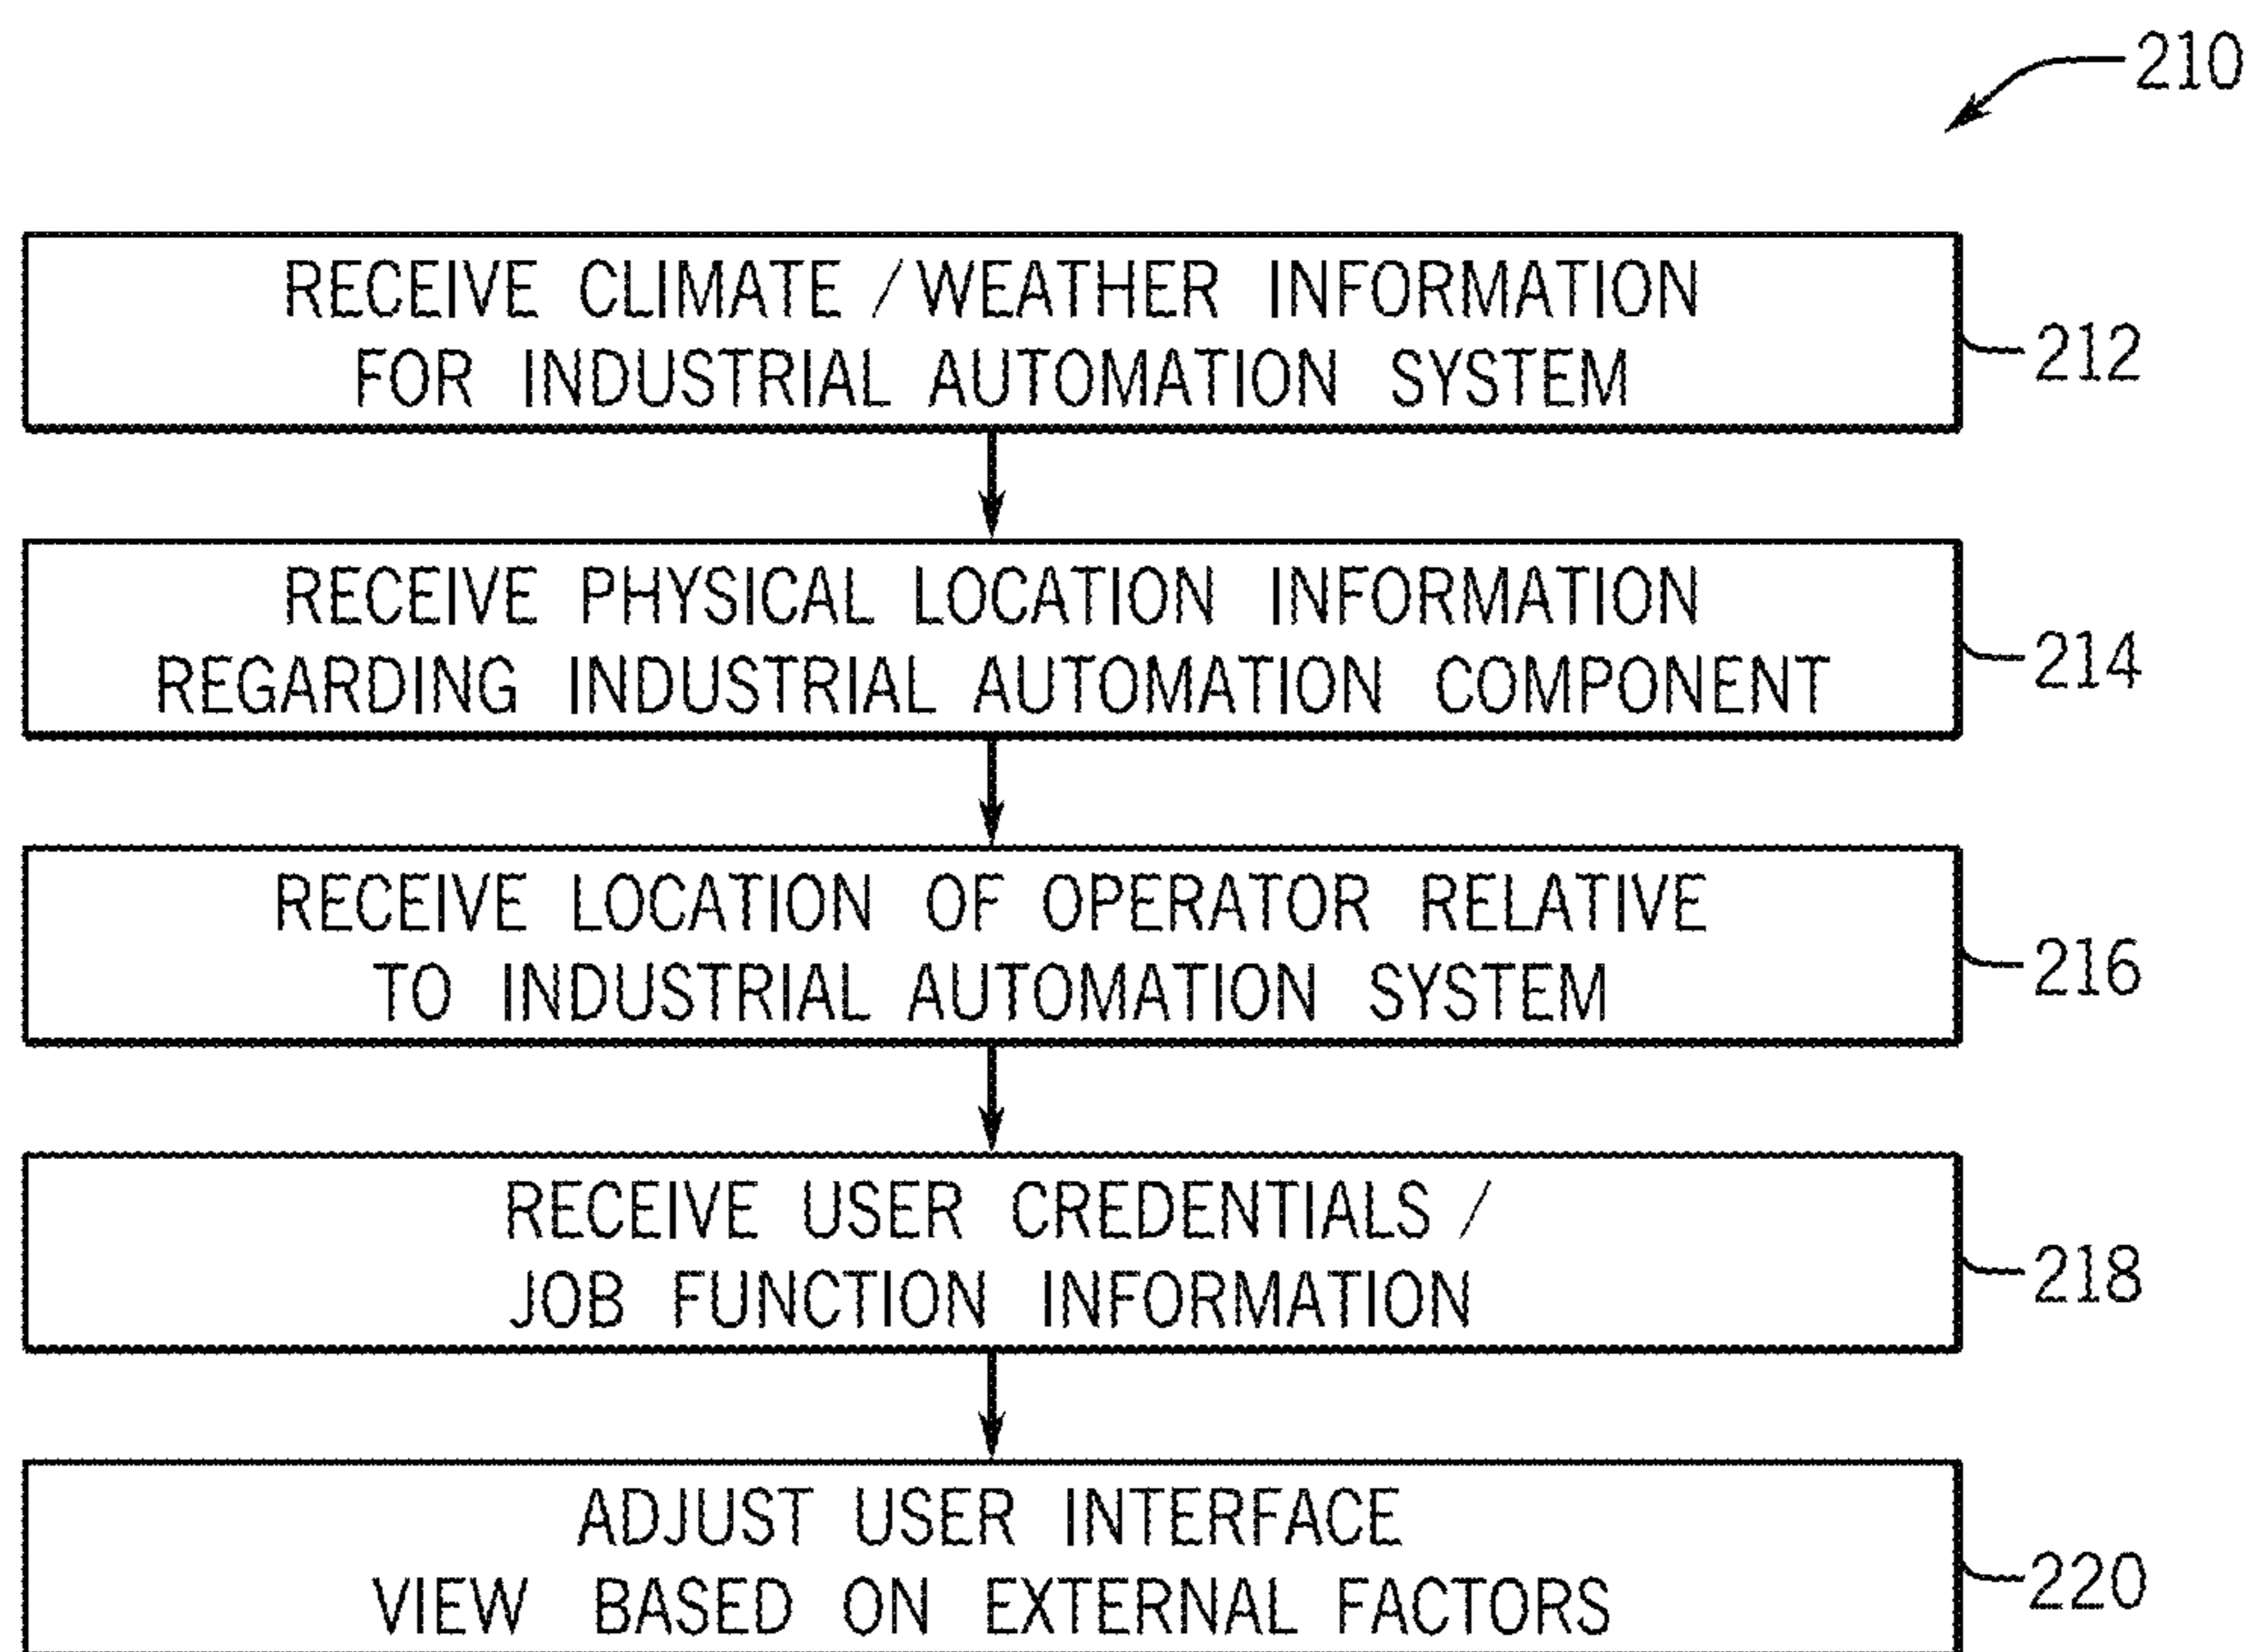 210
RECEIVE CLIMATE / WEATHER INFORMATION
FOR INDUSTRIAL AUTOMATION SYSTEM
212
RECEIVE PHYSICAL LOCATION INFORMATION
REGARDING INDUSTRIAL AUTOMATION COMPONENT
214
RECEIVE LOCATION OF OPERATOR RELATIVE
TO INDUSTRIAL AUTOMATION SYSTEM
216
RECEIVE USER CREDENTIALS /
JOB FUNCTION INFORMATION
218
ADJUST USER INTERFACE
VIEW BASED ON EXTERNAL FACTORS
220